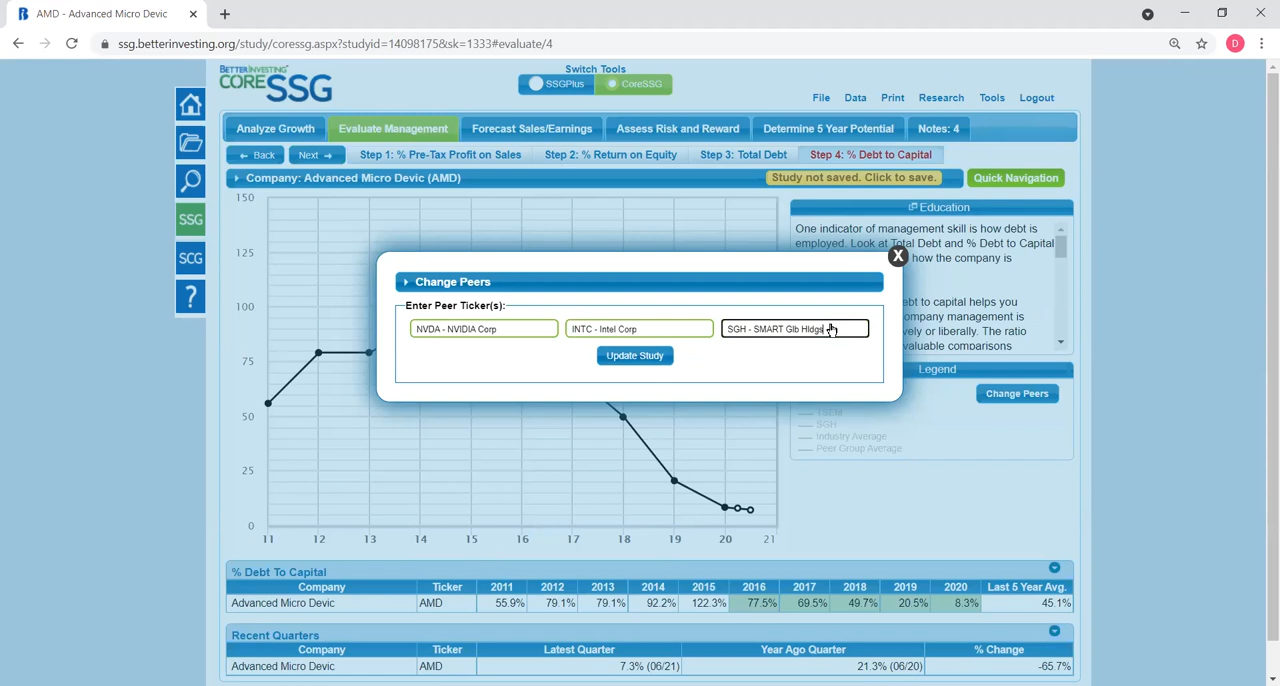 AMD - Advanced Micro Devic
ssg.betterinvesting.org/study/coressg.aspx?studyid=14098175&sk=1333#evaluate/4
D
BETTERINVESTING™
CORESSG
Switch Tools
SSGPlus CoreSSG
File Data Print Research Tools Logout
Analyze Growth Evaluate Management Forecast Sales/Earnings Assess Risk and Reward Determine 5 Year Potential Notes: 4
← Back Next → Step 1: % Pre-Tax Profit on Sales Step 2: % Return on Equity Step 3: Total Debt Step 4: % Debt to Capital
Company: Advanced Micro Devic (AMD) Study not saved. Click to save. Quick Navigation
SSG
SCG
?
150
125
100
75
50
25
0
11 12 13 14 15 16 17 18 19 20 21
Education
One indicator of management skill is how debt is
employed. Look at Total Debt and % Debt to Capital
how the company is
ebt to capital helps you
ompany management is
vely or liberally. The ratio
valuable comparisons
X
Change Peers
Enter Peer Ticker(s):
NVDA - NVIDIA Corp INTC - Intel Corp SGH - SMART Glb Hldgs
Update Study
Legend
Change Peers
TSEM
SGH
Industry Average
Peer Group Average
% Debt To Capital
Company Ticker 2011 2012 2013 2014 2015 2016 2017 2018 2019 2020 Last 5 Year Avg.
Advanced Micro Devic AMD 55.9% 79.1% 79.1% 92.2% 122.3% 77.5% 69.5% 49.7% 20.5% 8.3% 45.1%
Recent Quarters
Company Ticker Latest Quarter Year Ago Quarter % Change
Advanced Micro Devic AMD 7.3% (06/21) 21.3% (06/20) -65.7%